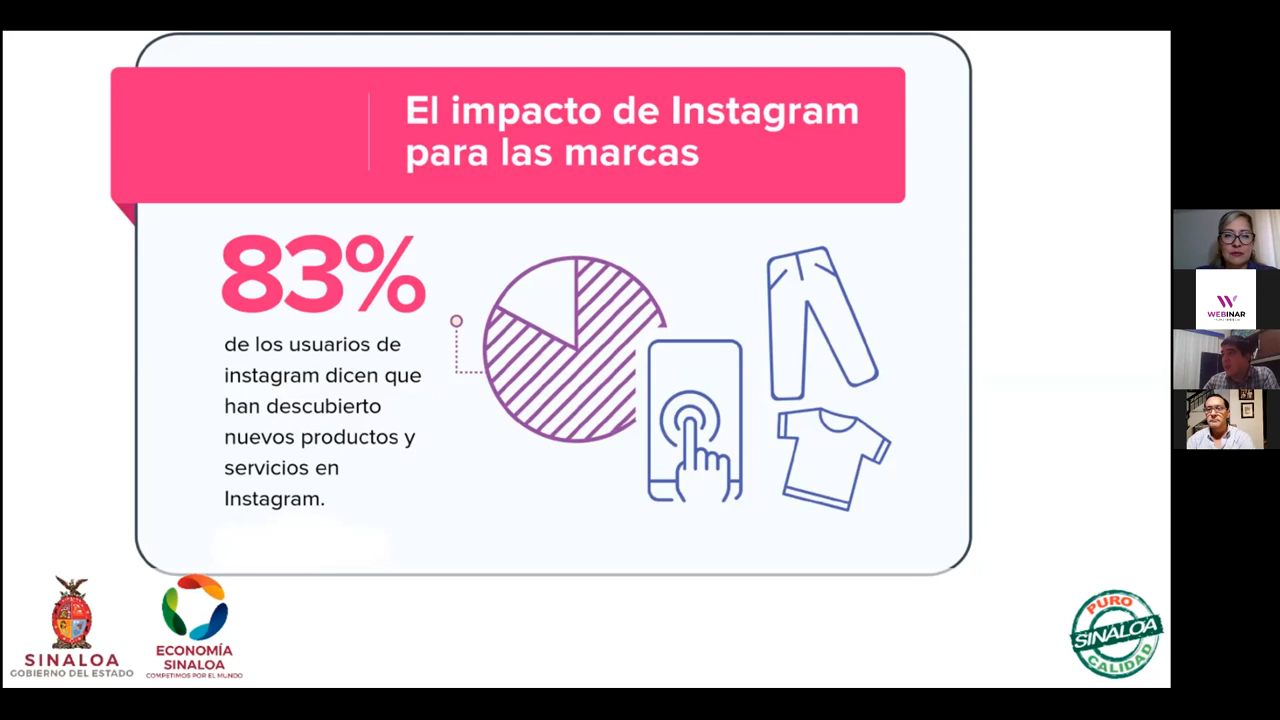 El impacto de Instagram
para las marcas
83%
de los usuarios de
instagram dicen que
han descubierto
nuevos productos y
servicios en
Instagram.
SINALOA
GOBIERNO DEL ESTADO
ECONOMÍA
SINALOA
COMPETIMOS POR EL MUNDO
PURO
SINALOA
CALIDAD
WEBINAR